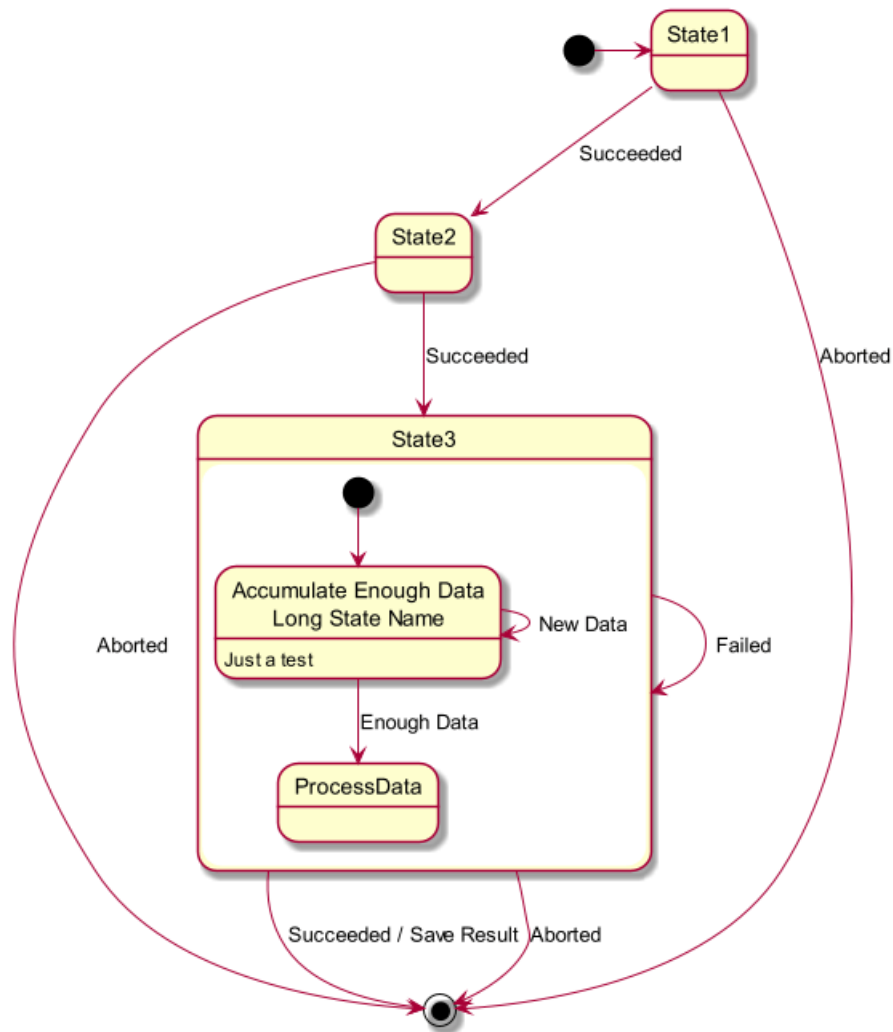 State1
Succeeded
State2
Succeeded
Aborted
State3
Accumulate Enough Data
Long State Name
Just a test
New Data
Aborted
Failed
Enough Data
ProcessData
Succeeded / Save Result
Aborted